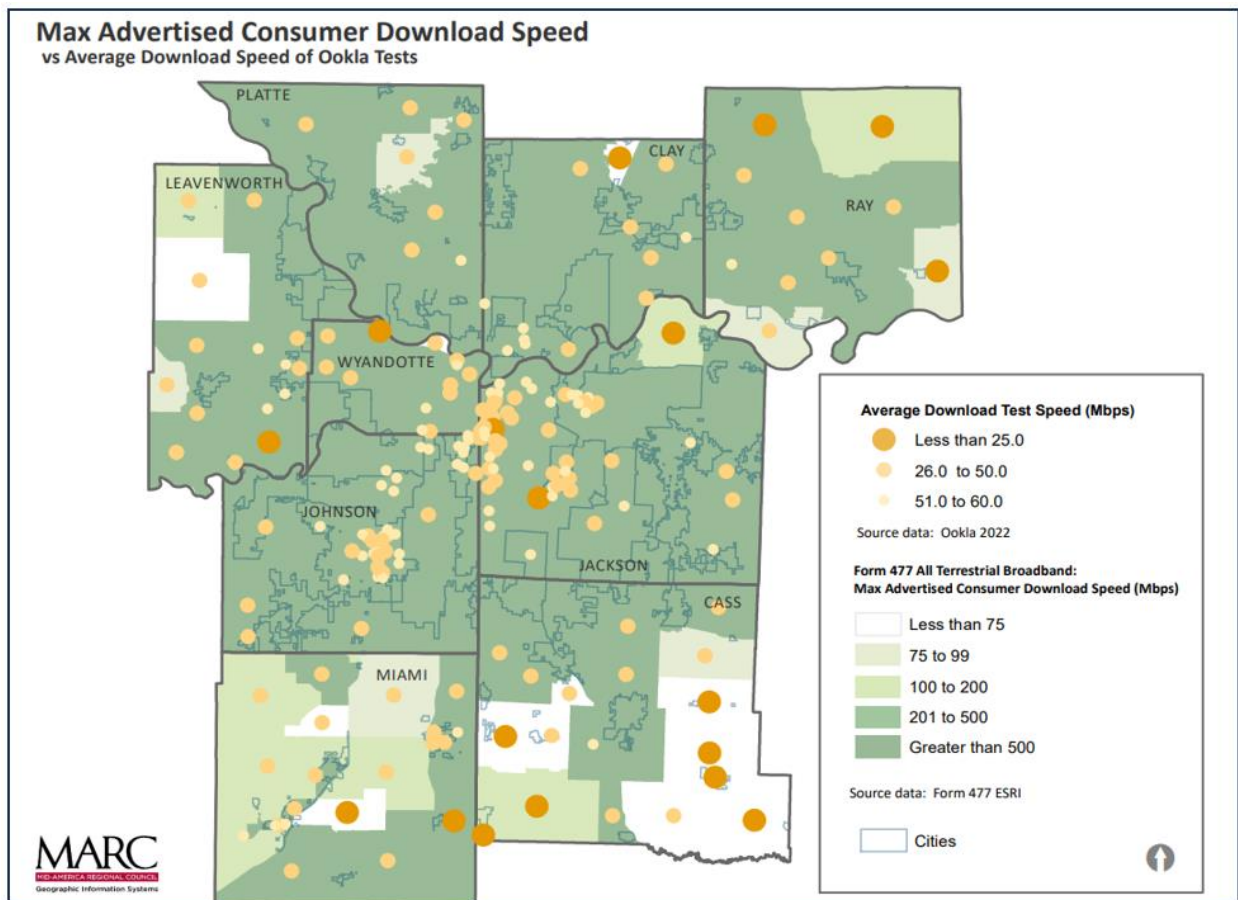 Max Advertised Consumer Download Speed
vs Average Download Speed of Ookla Tests
PLATTE
CLAY
LEAVENWORTH
RAY
WYANDOTTE
JOHNSON
JACKSON
CASS
MIAMI
Average Download Test Speed (Mbps)
Less than 25.0
26.0 to 50.0
51.0 to 60.0
Source data: Ookla 2022
Form 477 All Terrestrial Broadband:
Max Advertised Consumer Download Speed (Mbps)
Less than 75
75 to 99
100 to 200
201 to 500
Greater than 500
Source data: Form 477 ESRI
Cities
MARC
MID-AMERICA REGIONAL COUNCIL
Geographic Information Systems